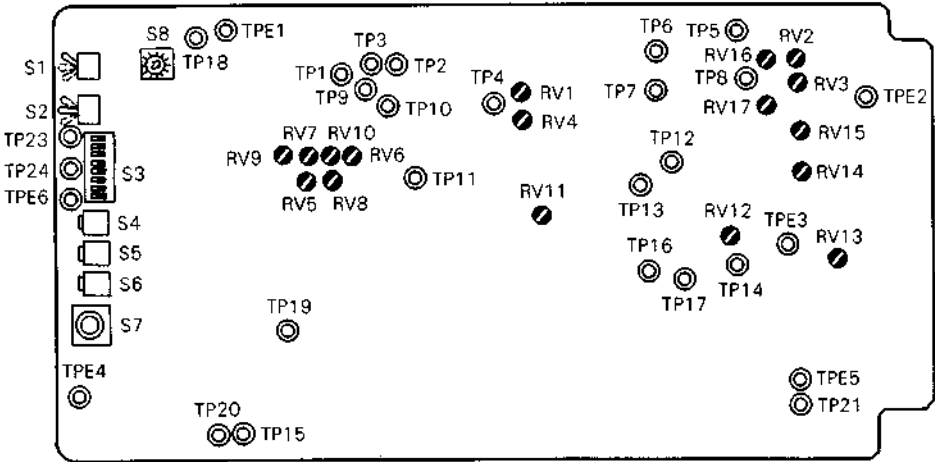 S8
TPE1
TP18
S1
S2
TP23
TP24
TPE6
S3
S4
S5
S6
S7
TPE4
TP3
TP1
TP2
TP9
TP10
TP4
RV1
RV4
RV7
RV10
RV9
RV6
RV5
RV8
TP11
RV11
TP19
TP20
TP15
TP6
TP5
RV16
RV2
TP7
TP8
RV3
TPE2
RV17
RV15
TP12
RV14
TP13
RV12
TPE3
RV13
TP16
TP17
TP14
TPE5
TP21